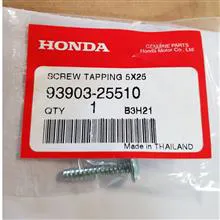 HONDA
GENUINE PARTS
Honda Motor Co., Ltd.
SCREW TAPPING 5X25
93903-25510
QTY 1 B3H21
Made in THAILAND